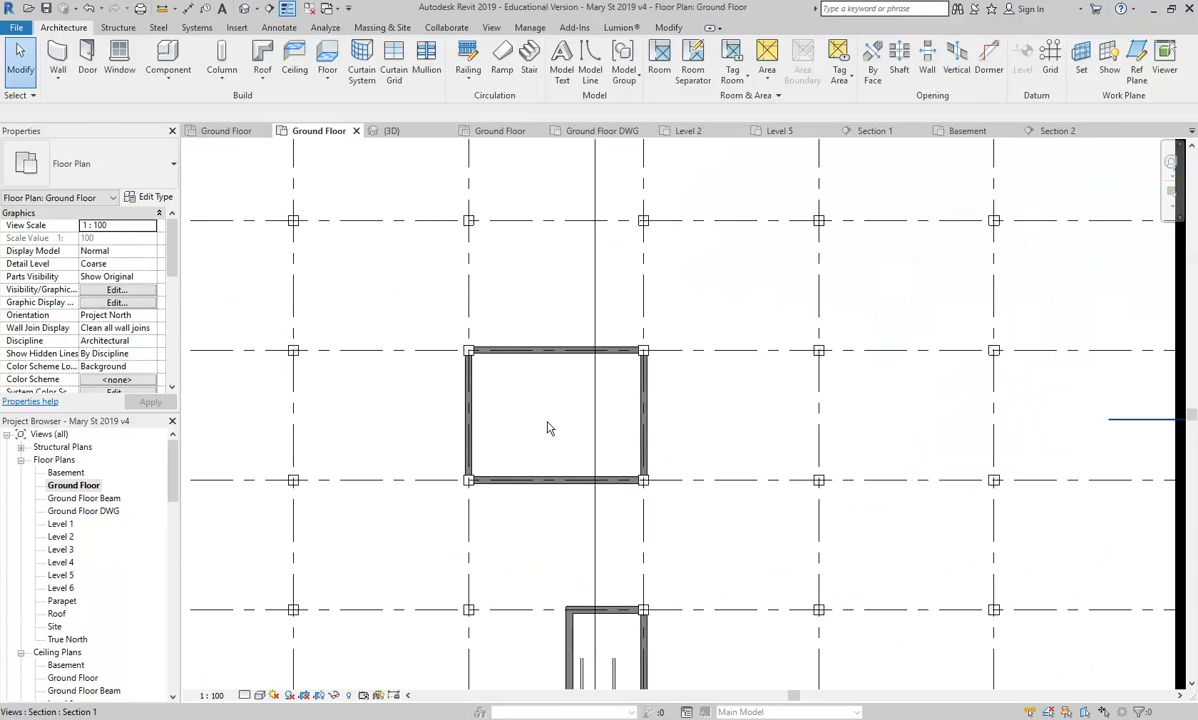 Autodesk Revit 2019 - Educational Version - Mary St 2019 v4 - Floor Plan: Ground Floor
Type a keyword or phrase
Sign In
File Architecture Structure Steel Systems Insert Annotate Analyze Massing & Site Collaborate View Manage Add-Ins Lumion® Modify
Modify Wall Door Window Component Column Roof Ceiling Floor Curtain System Curtain Grid Mullion Railing Ramp Stair Model Text Model Line Model Group Room Room Separator Tag Room Area Area Boundary Tag Area By Face Shaft Wall Vertical Dormer Level Grid Set Show Ref Plane Viewer
Select Build Circulation Model Room & Area Opening Datum Work Plane
Properties
Ground Floor Ground Floor {3D} Ground Floor Ground Floor DWG Level 2 Level 5 Section 1 Basement Section 2
Floor Plan
Floor Plan: Ground Floor Edit Type
Graphics
View Scale 1 : 100
Scale Value 1: 100
Display Model Normal
Detail Level Coarse
Parts Visibility Show Original
Visibility/Graphic... Edit...
Graphic Display ... Edit...
Orientation Project North
Wall Join Display Clean all wall joins
Discipline Architectural
Show Hidden Lines By Discipline
Color Scheme Lo... Background
Color Scheme <none>
System Color Sc... Edit...
Properties help Apply
Project Browser - Mary St 2019 v4
Views (all)
Structural Plans
Floor Plans
Basement
Ground Floor
Ground Floor Beam
Ground Floor DWG
Level 1
Level 2
Level 3
Level 4
Level 5
Level 6
Parapet
Roof
Site
True North
Ceiling Plans
Basement
Ground Floor
Ground Floor Beam
1 : 100
Views : Section : Section 1
:0 Main Model :0